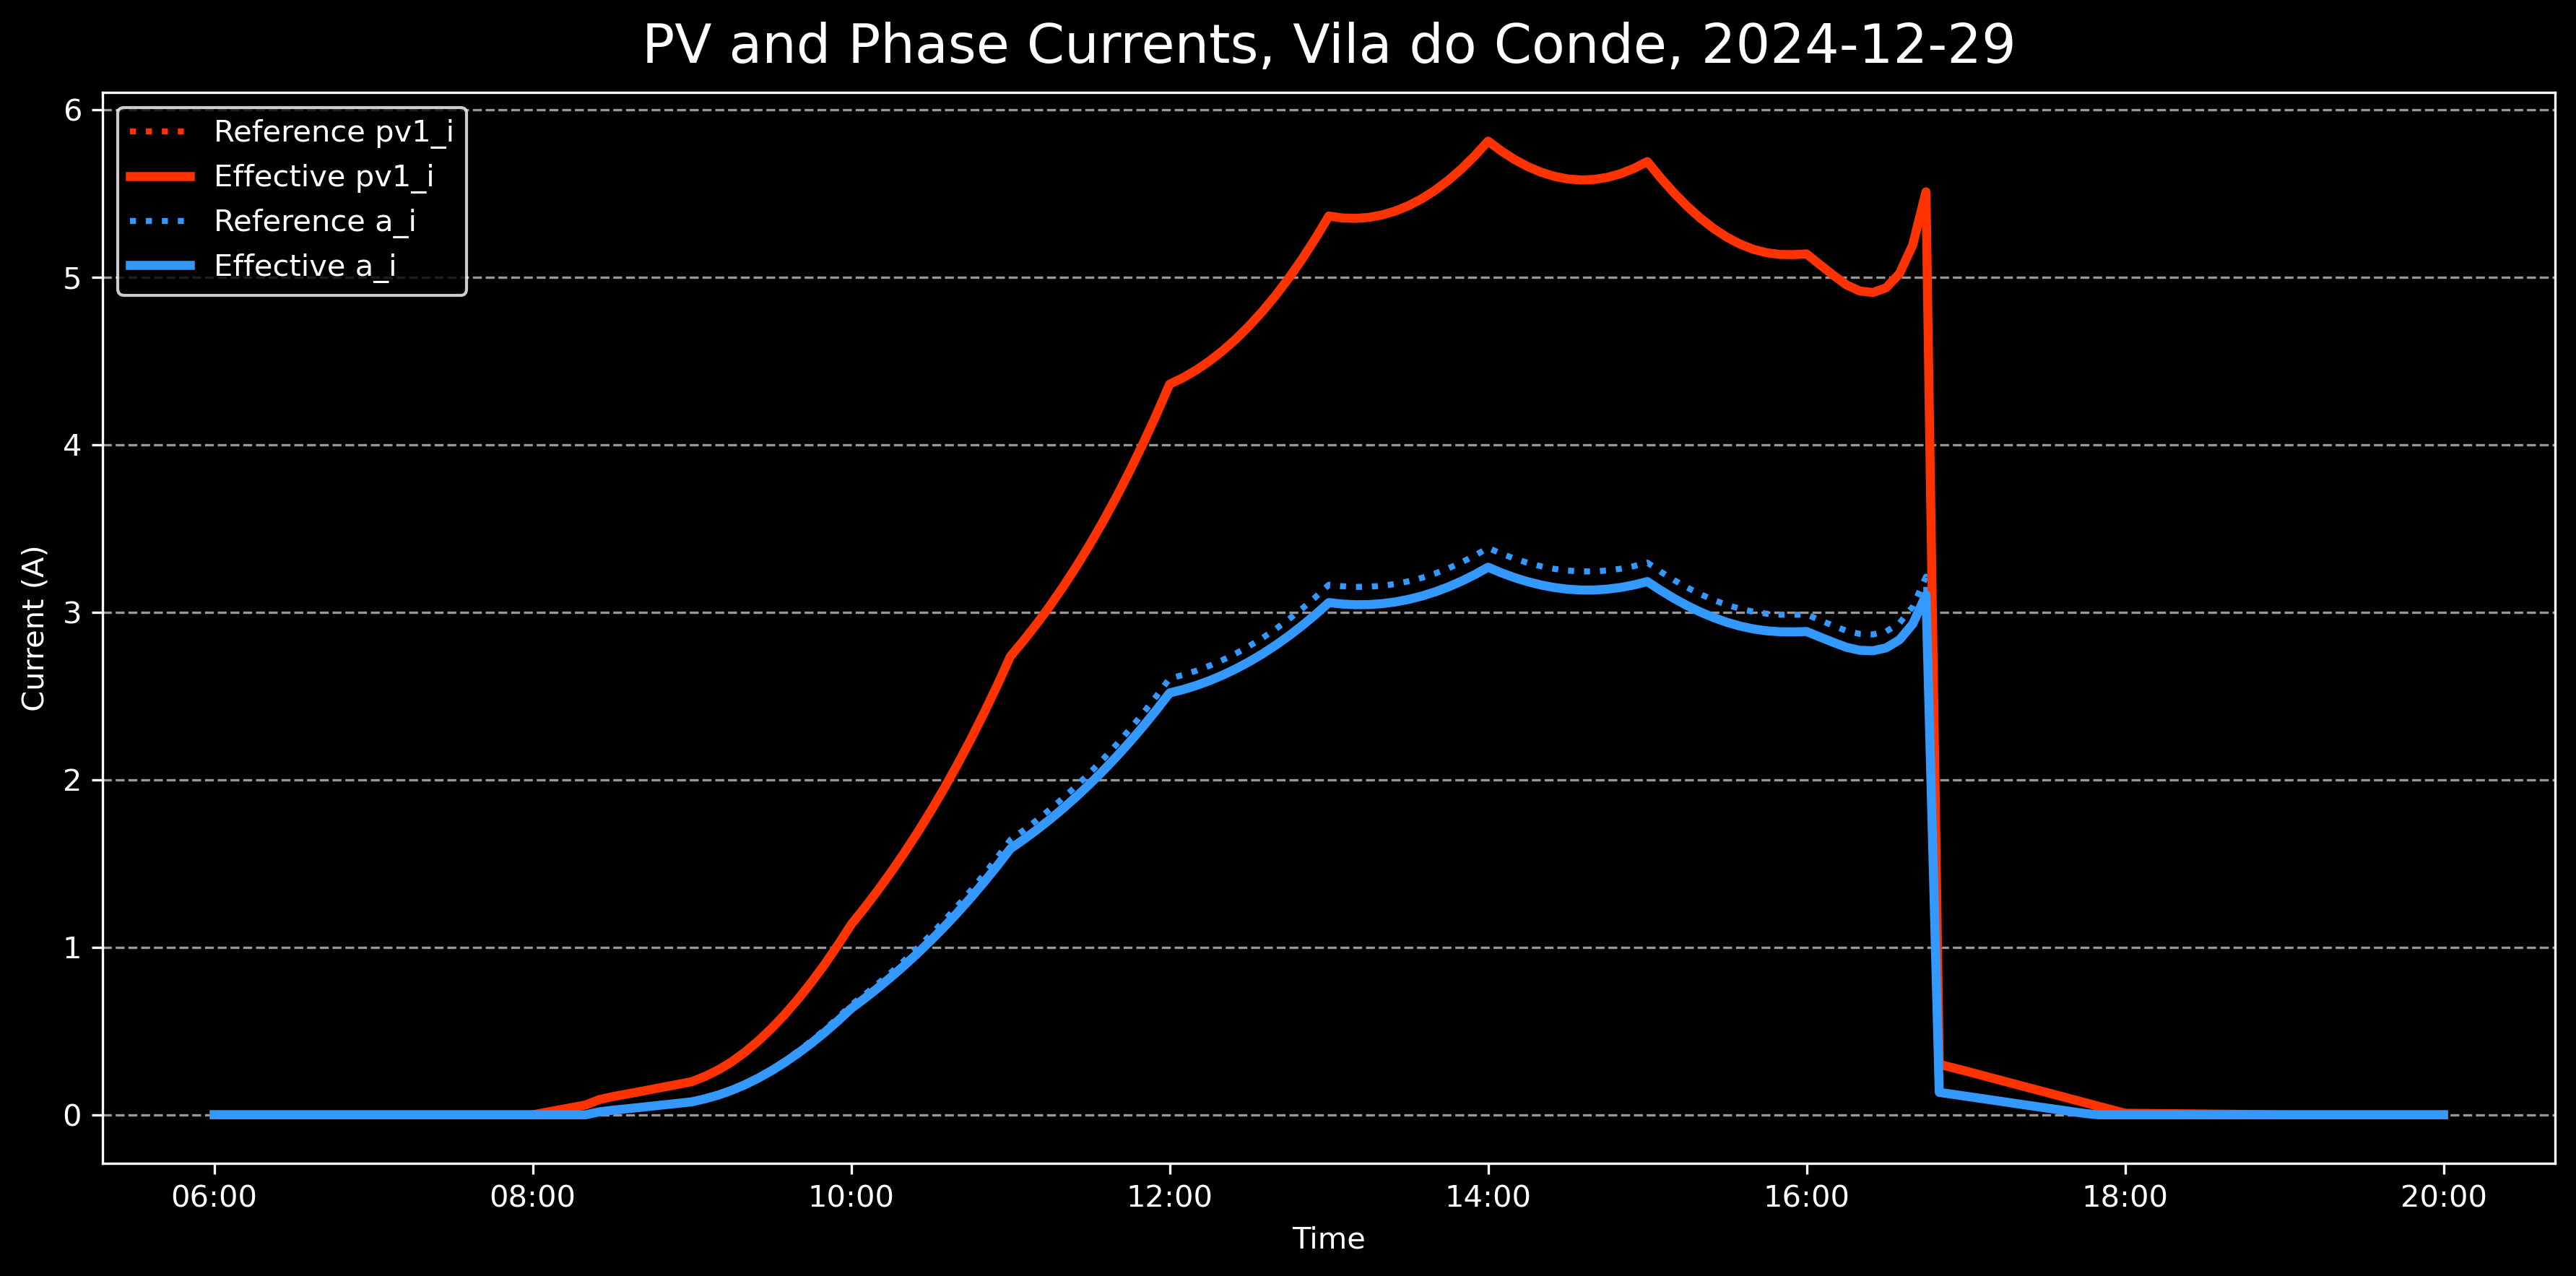 PV and Phase Currents, Vila do Conde, 2024-12-29
Reference pv1_i
Effective pv1_i
Reference a_i
Effective a_i
Current (A)
6
5
4
3
2
1
0
06:00 08:00 10:00 12:00 14:00 16:00 18:00 20:00
Time